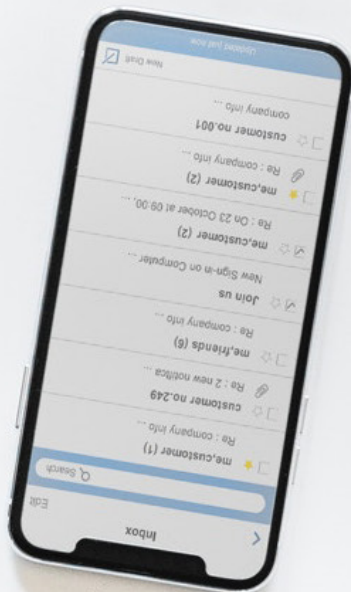 Inbox
Edit
Search
me,customer (1)
Re : company info ...
customer no.249
Re : 2 new notifica
me,friends (6)
Re : company info ...
Join us
New Sign-in on Computer ...
me,customer (2)
Re : On 23 October at 09:00, ...
me,customer (2)
Re : company info ...
customer no.001
company info ...
New Draft
Updated just now